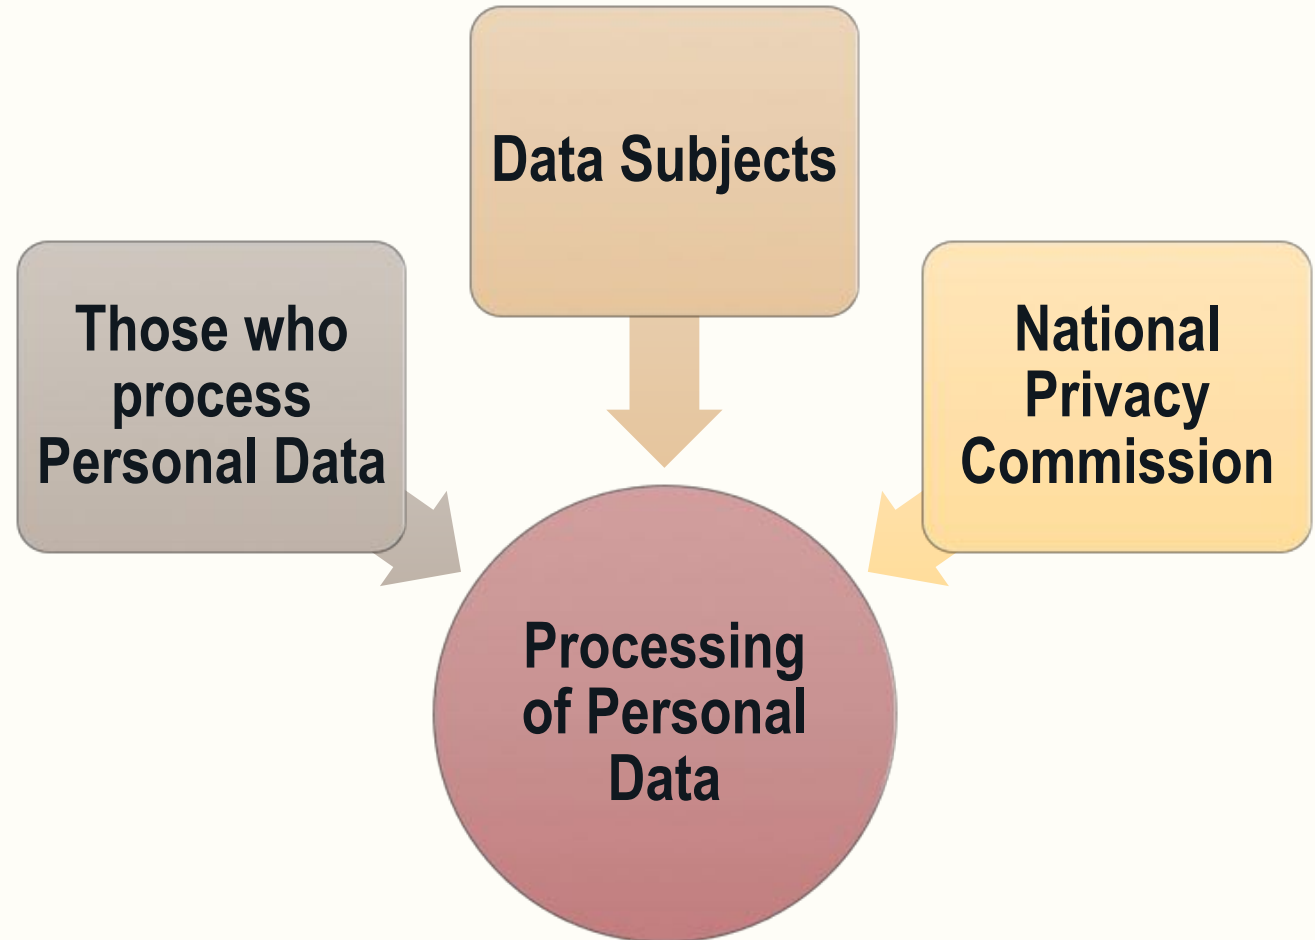 Data Subjects
Those who
process
Personal Data
National
Privacy
Commission
Processing
of Personal
Data